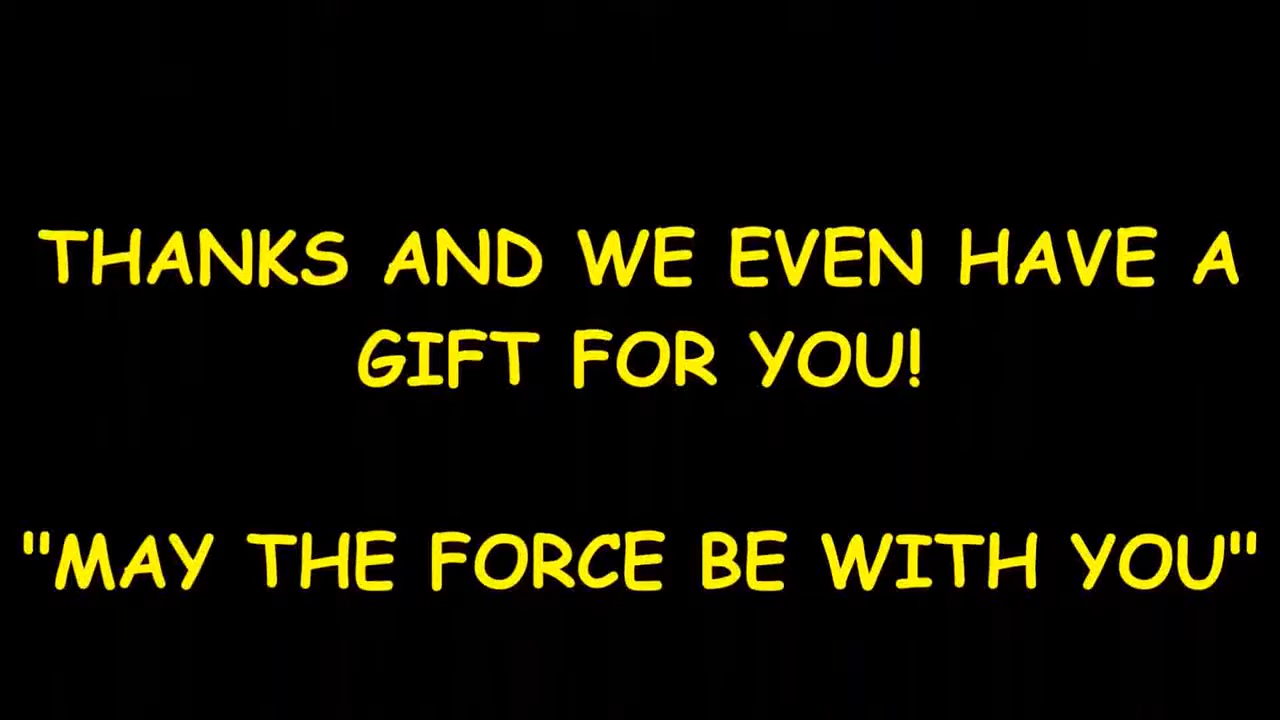 THANKS AND WE EVEN HAVE A
GIFT FOR YOU!
"MAY THE FORCE BE WITH YOU"